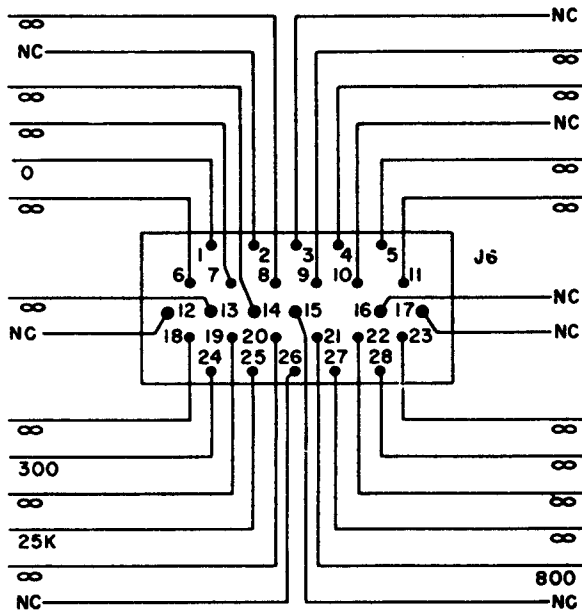 ∞ NC
NC ∞
∞ ∞
∞ NC
0 ∞
∞ ∞
1 2 3 4 5
J6
6 7 8 9 10 11
∞ 12 13 14 15 16 17 NC
NC NC
18 19 20 21 22 23
24 25 26 27 28
∞ ∞
300 ∞
∞ ∞
25K ∞
∞ 800
NC NC